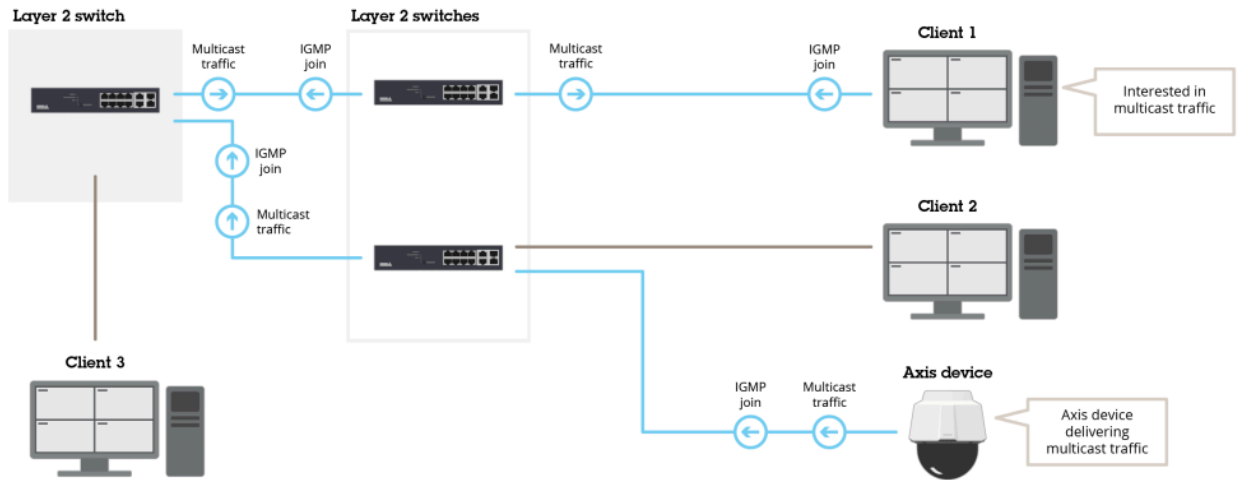 Layer 2 switch
Layer 2 switches
Multicast
traffic
IGMP
join
Multicast
traffic
IGMP
join
Client 1
Interested in
multicast traffic
IGMP
join
Multicast
traffic
Client 2
Client 3
IGMP
join
Multicast
traffic
Axis device
Axis device
delivering
multicast traffic